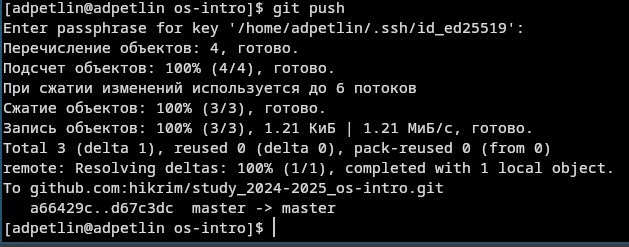 [adpetlin@adpetlin os-intro]$ git push
Enter passphrase for key '/home/adpetlin/.ssh/id_ed25519':
Перечисление объектов: 4, готово.
Подсчет объектов: 100% (4/4), готово.
При сжатии изменений используется до 6 потоков
Сжатие объектов: 100% (3/3), готово.
Запись объектов: 100% (3/3), 1.21 КиБ | 1.21 МиБ/с, готово.
Total 3 (delta 1), reused 0 (delta 0), pack-reused 0 (from 0)
remote: Resolving deltas: 100% (1/1), completed with 1 local object.
To github.com:hikrim/study_2024-2025_os-intro.git
   a66429c..d67c3dc  master -> master
[adpetlin@adpetlin os-intro]$